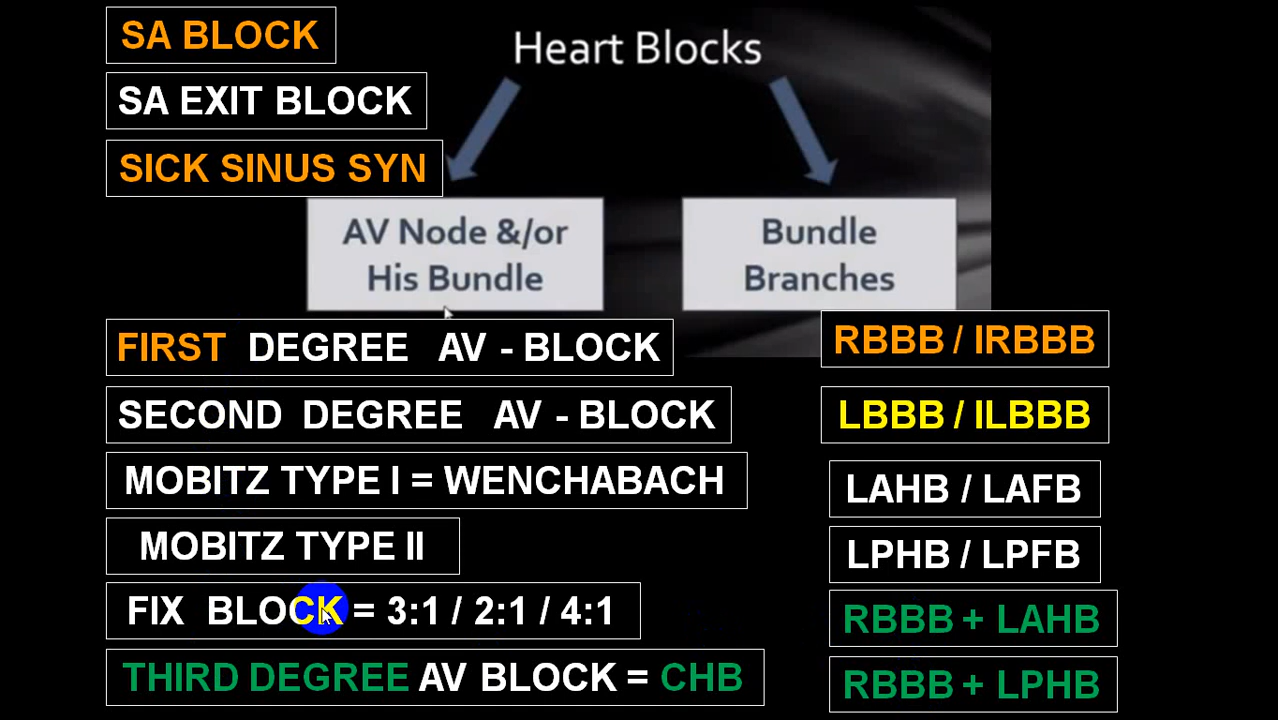 SA BLOCK
Heart Blocks
SA EXIT BLOCK
SICK SINUS SYN
AV Node &/or
His Bundle
Bundle
Branches
FIRST DEGREE AV - BLOCK
SECOND DEGREE AV - BLOCK
MOBITZ TYPE I = WENCHABACH
MOBITZ TYPE II
FIX BLOCK = 3:1 / 2:1 / 4:1
THIRD DEGREE AV BLOCK = CHB
RBBB / IRBBB
LBBB / ILBBB
LAHB / LAFB
LPHB / LPFB
RBBB + LAHB
RBBB + LPHB